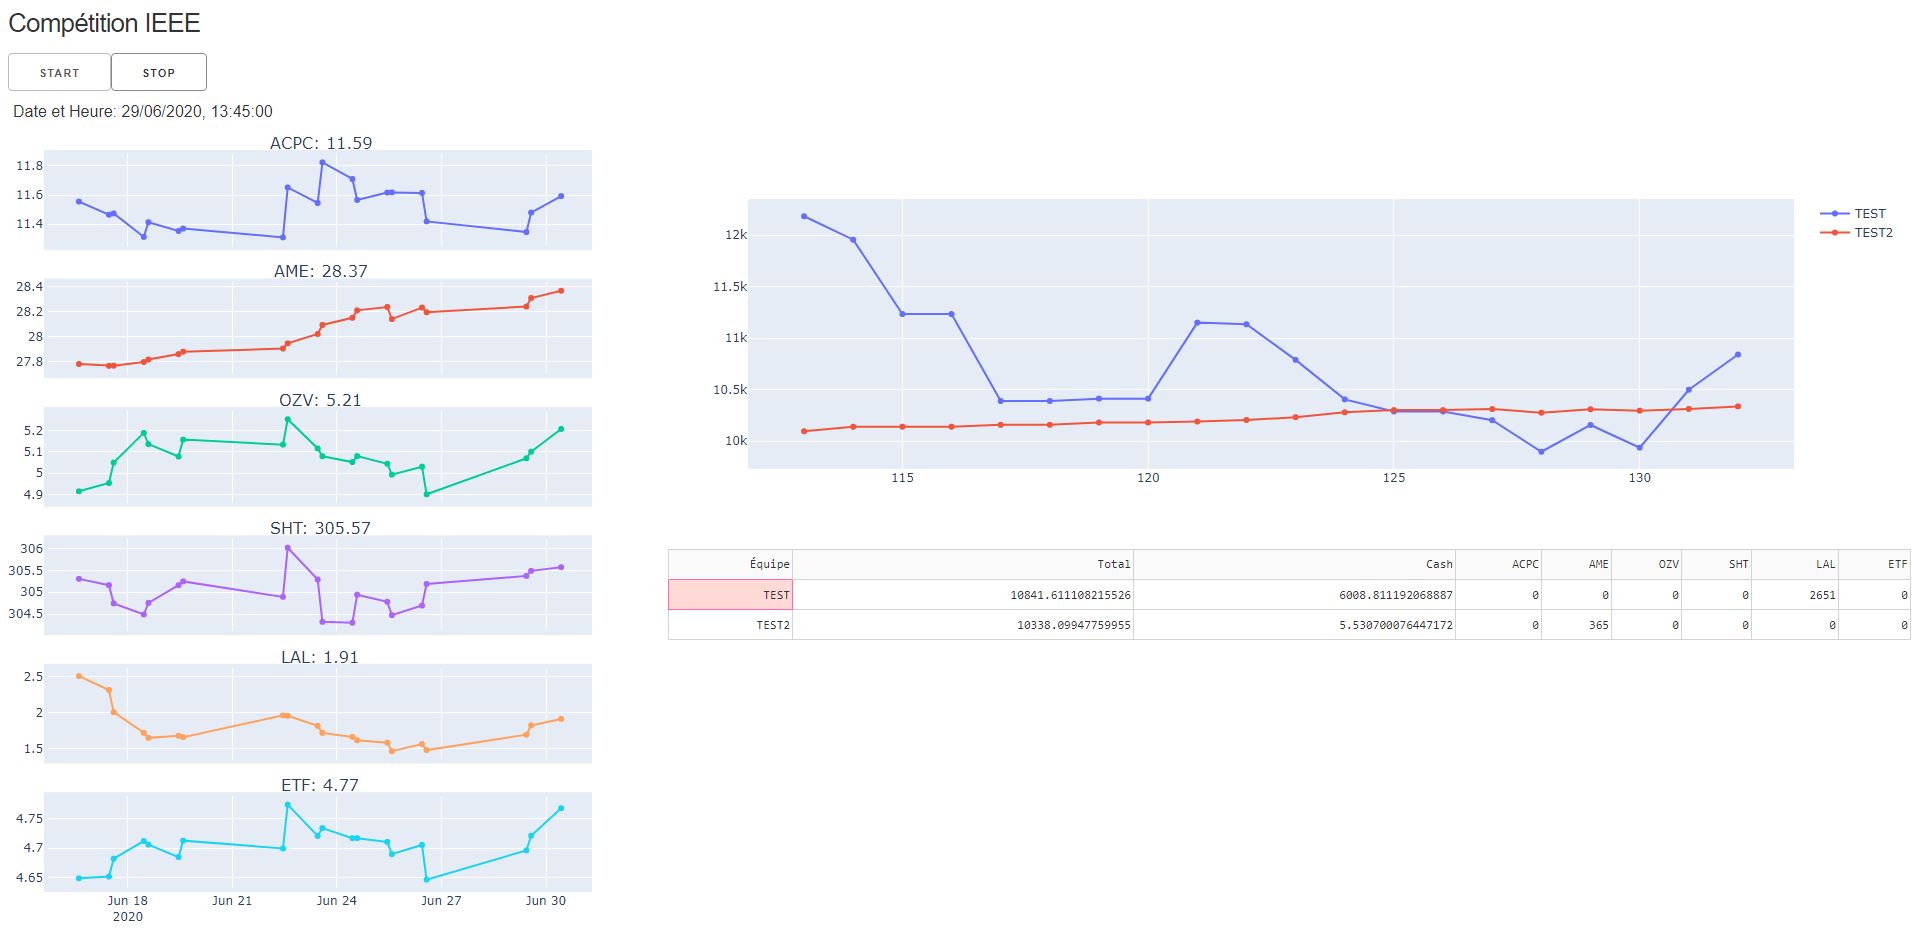 Compétition IEEE
START STOP
Date et Heure: 29/06/2020, 13:45:00
ACPC: 11.59
11.8
11.6
11.4
AME: 28.37
28.4
28.2
28
27.8
OZV: 5.21
5.2
5.1
5
4.9
SHT: 305.57
306
305.5
305
304.5
LAL: 1.91
2.5
2
1.5
ETF: 4.77
4.75
4.7
4.65
Jun 18 Jun 21 Jun 24 Jun 27 Jun 30
2020
12k
11.5k
11k
10.5k
10k
115 120 125 130
TEST
TEST2
Équipe Total Cash ACPC AME OZV SHT LAL ETF
TEST 10841.611108215526 6008.811192068887 0 0 0 0 2651 0
TEST2 10338.09947759955 5.530700076447172 0 365 0 0 0 0